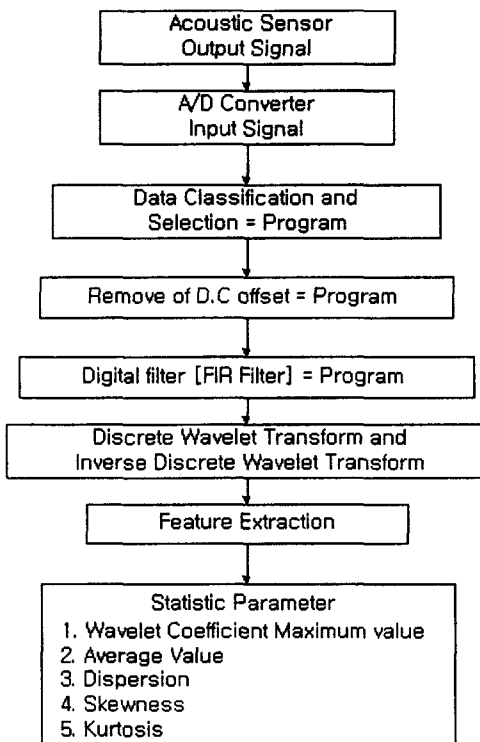 Acoustic Sensor
Output Signal
A/D Converter
Input Signal
Data Classification and
Selection = Program
Remove of D.C offset = Program
Digital filter [FIR Filter] = Program
Discrete Wavelet Transform and
Inverse Discrete Wavelet Transform
Feature Extraction
Statistic Parameter
1. Wavelet Coefficient Maximum value
2. Average Value
3. Dispersion
4. Skewness
5. Kurtosis